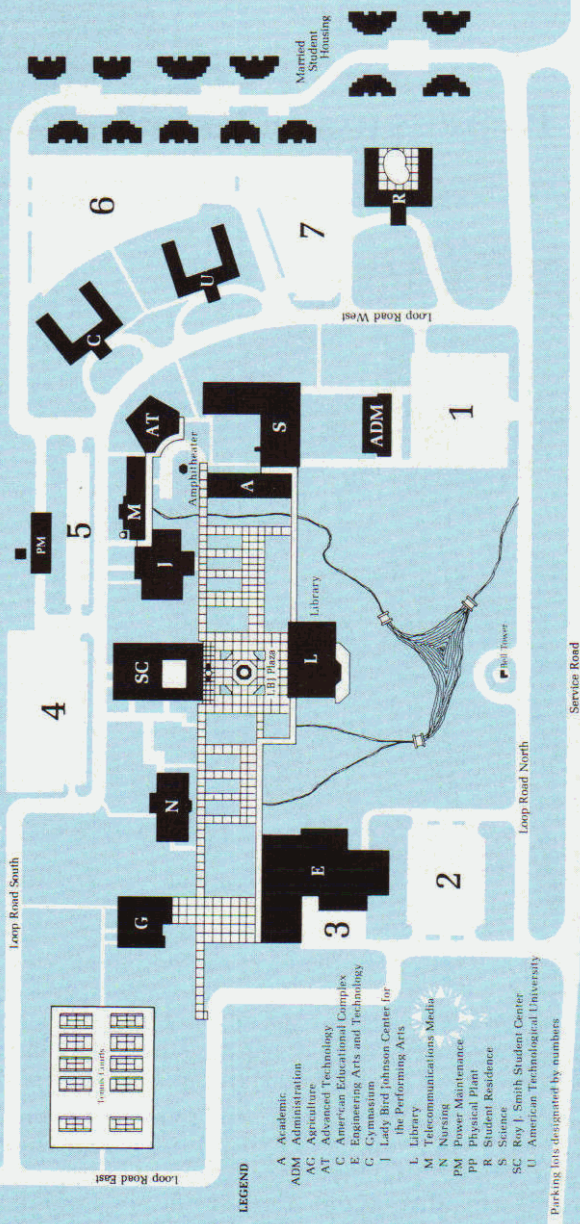 Married
Student
Housing
6
7
C
U
R
Loop Road West
AT
Amphitheater
S
ADM
1
PM
5
M
A
J
Library
4
SC
LBJ Plaza
L
Bell Tower
Service Road
Loop Road South
N
Loop Road North
G
E
2
3
Tennis Courts
Loop Road East
N
LEGEND
A Academic
ADM Administration
AG Agriculture
AT Advanced Technology
C American Educational Complex
E Engineering Arts and Technology
G Gymnasium
J Lady Bird Johnson Center for
the Performing Arts
L Library
M Telecommunications Media
N Nursing
PM Power Maintenance
PP Physical Plant
R Student Residence
S Science
SC Roy J. Smith Student Center
U American Technological University
Parking lots designated by numbers